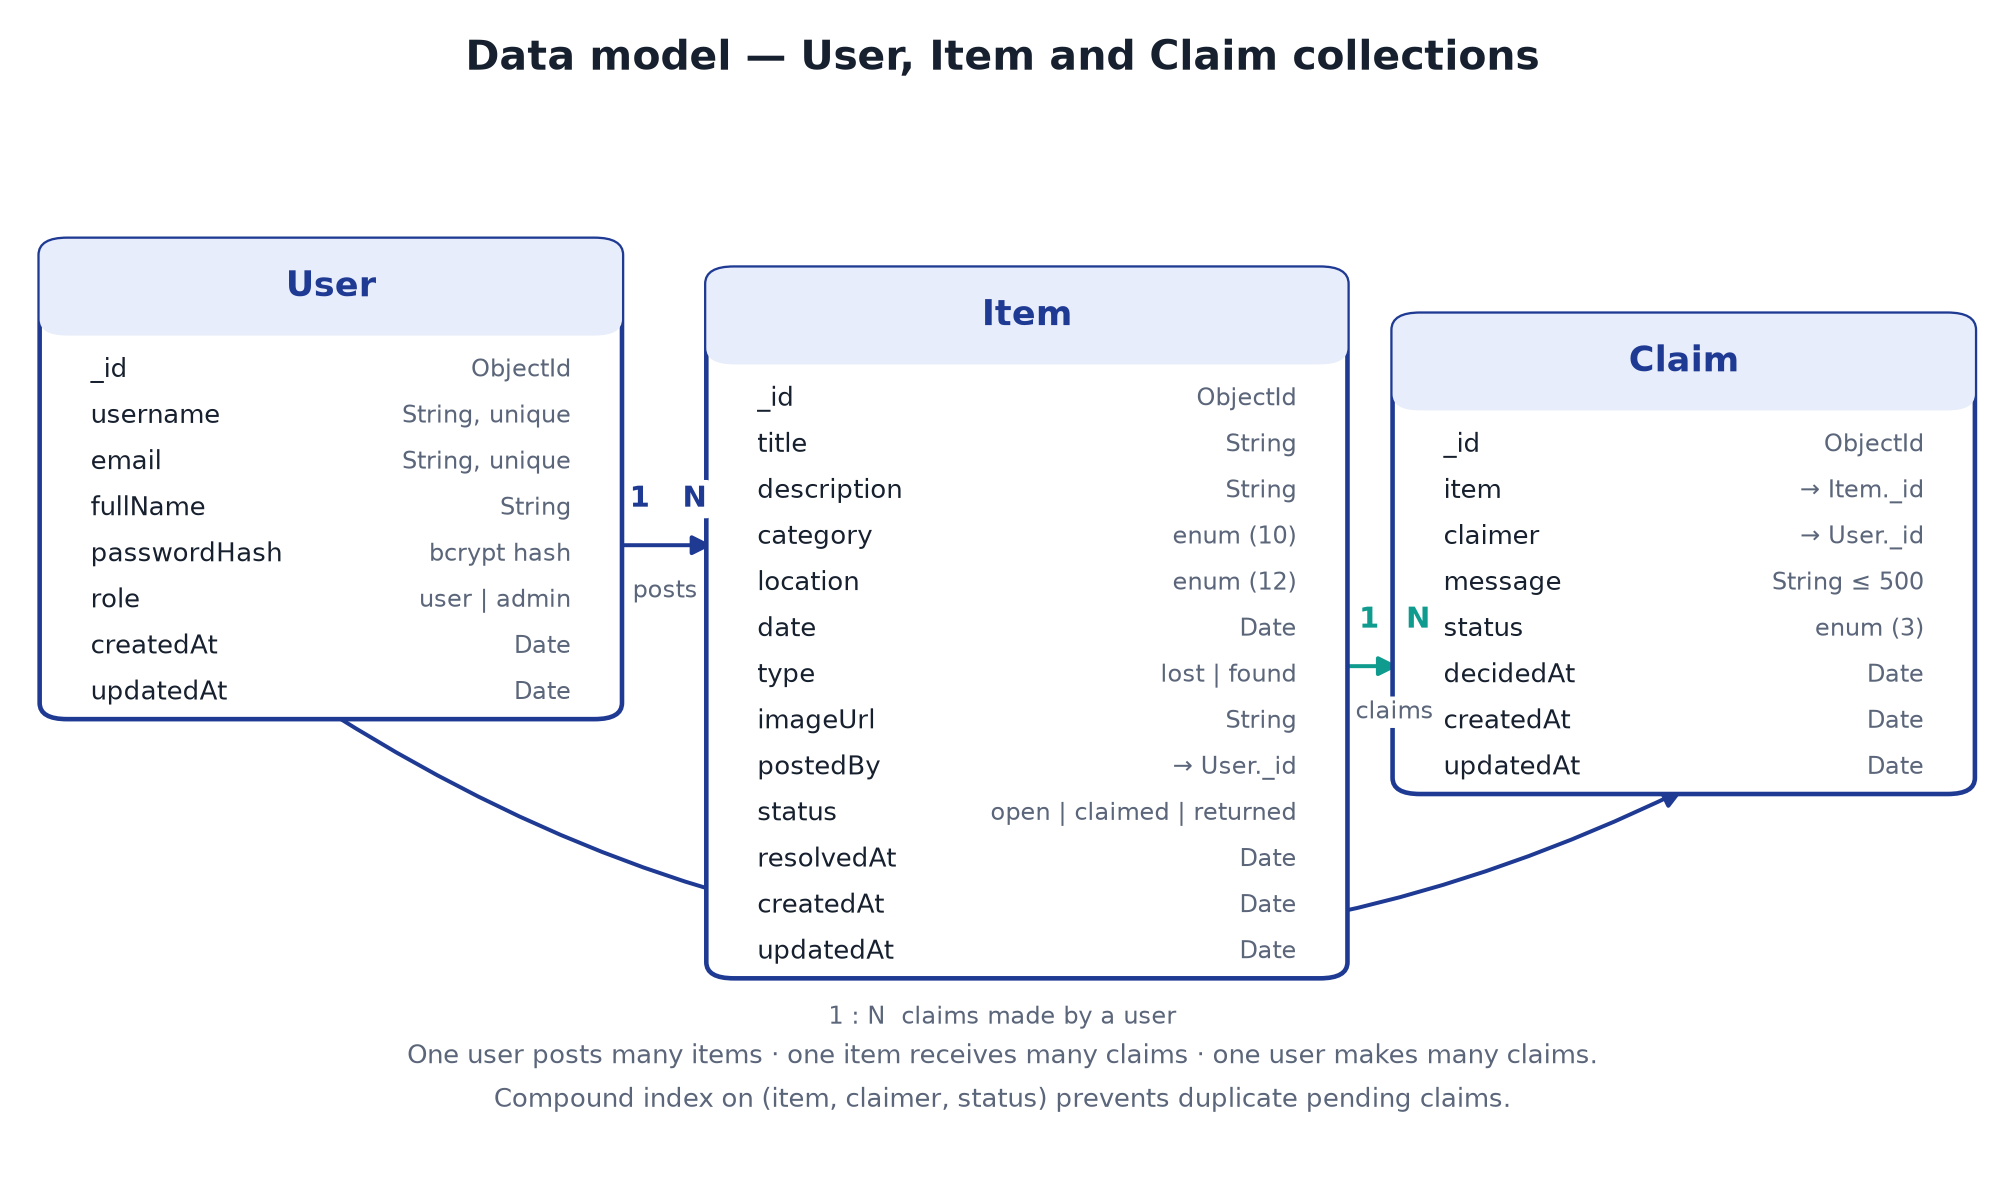 Data model — User, Item and Claim collections
User
_id ObjectId
username String, unique
email String, unique
fullName String
passwordHash bcrypt hash
role user | admin
createdAt Date
updatedAt Date
1 N
posts
Item
_id ObjectId
title String
description String
category enum (10)
location enum (12)
date Date
type lost | found
imageUrl String
postedBy → User._id
status open | claimed | returned
resolvedAt Date
createdAt Date
updatedAt Date
1 N
claims
Claim
_id ObjectId
item → Item._id
claimer → User._id
message String ≤ 500
status enum (3)
decidedAt Date
createdAt Date
updatedAt Date
1 : N claims made by a user
One user posts many items · one item receives many claims · one user makes many claims.
Compound index on (item, claimer, status) prevents duplicate pending claims.